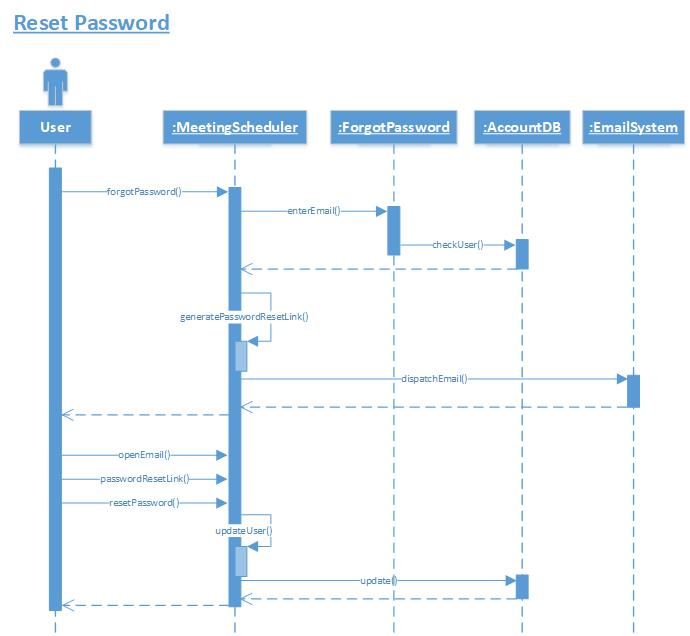 Reset Password
User
:MeetingScheduler
:ForgotPassword
:AccountDB
:EmailSystem
forgotPassword()
enterEmail()
checkUser()
generatePasswordResetLink()
dispatchEmail()
openEmail()
passwordResetLink()
resetPassword()
updateUser()
update()